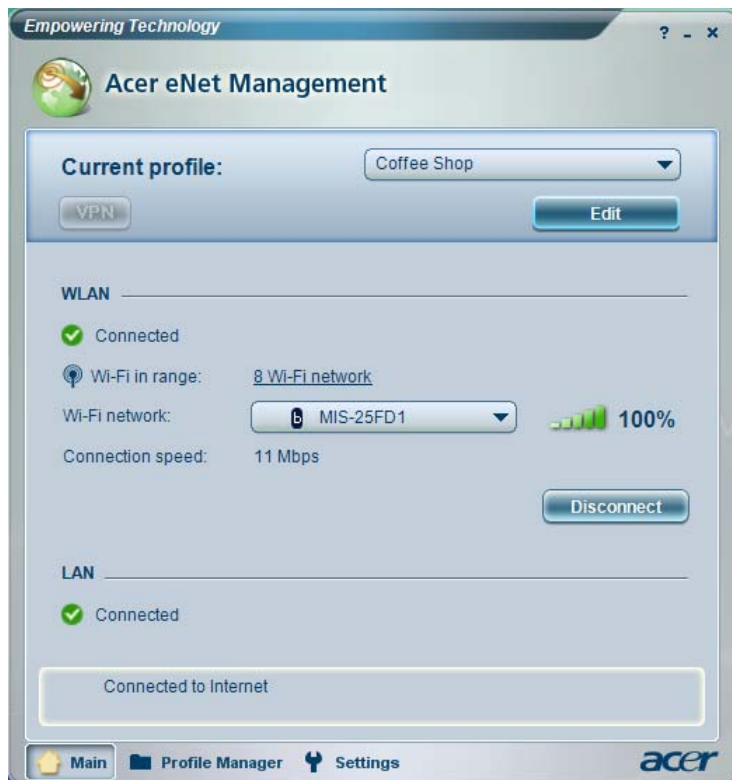 Empowering Technology
? - x
Acer eNet Management
Current profile:
Coffee Shop
VPN
Edit
WLAN
Connected
Wi-Fi in range:
8 Wi-Fi network
Wi-Fi network:
b MIS-25FD1
100%
Connection speed:
11 Mbps
Disconnect
LAN
Connected
Connected to Internet
Main
Profile Manager
Settings
acer